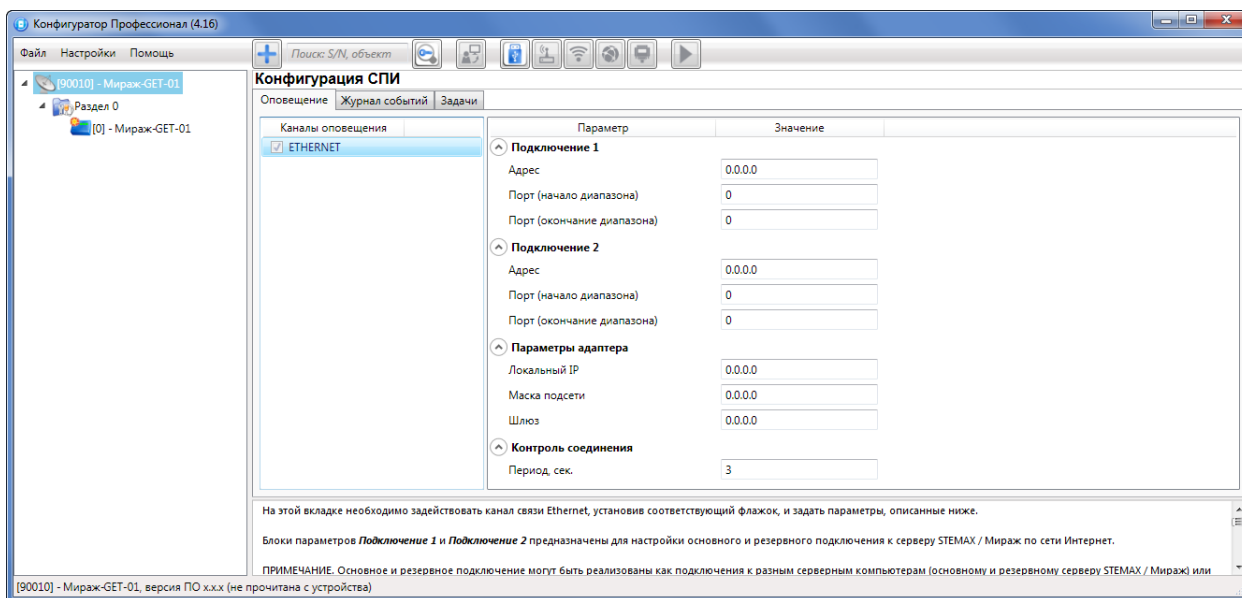 Конфигуратор Профессионал (4.16)
Файл Настройки Помощь
Поиск: S/N, объект
[90010] - Мираж-GET-01
Раздел 0
[0] - Мираж-GET-01
Конфигурация СПИ
Оповещение Журнал событий Задачи
Каналы оповещения
ETHERNET
Параметр Значение
Подключение 1
Адрес 0.0.0.0
Порт (начало диапазона) 0
Порт (окончание диапазона) 0
Подключение 2
Адрес 0.0.0.0
Порт (начало диапазона) 0
Порт (окончание диапазона) 0
Параметры адаптера
Локальный IP 0.0.0.0
Маска подсети 0.0.0.0
Шлюз 0.0.0.0
Контроль соединения
Период, сек. 3
На этой вкладке необходимо задействовать канал связи Ethernet, установив соответствующий флажок, и задать параметры, описанные ниже.
Блоки параметров Подключение 1 и Подключение 2 предназначены для настройки основного и резервного подключения к серверу STEMAX / Мираж по сети Интернет.
ПРИМЕЧАНИЕ. Основное и резервное подключение могут быть реализованы как подключения к разным серверным компьютерам (основному и резервному серверу STEMAX / Мираж) или
[90010] - Мираж-GET-01, версия ПО x.x.x (не прочитана с устройства)